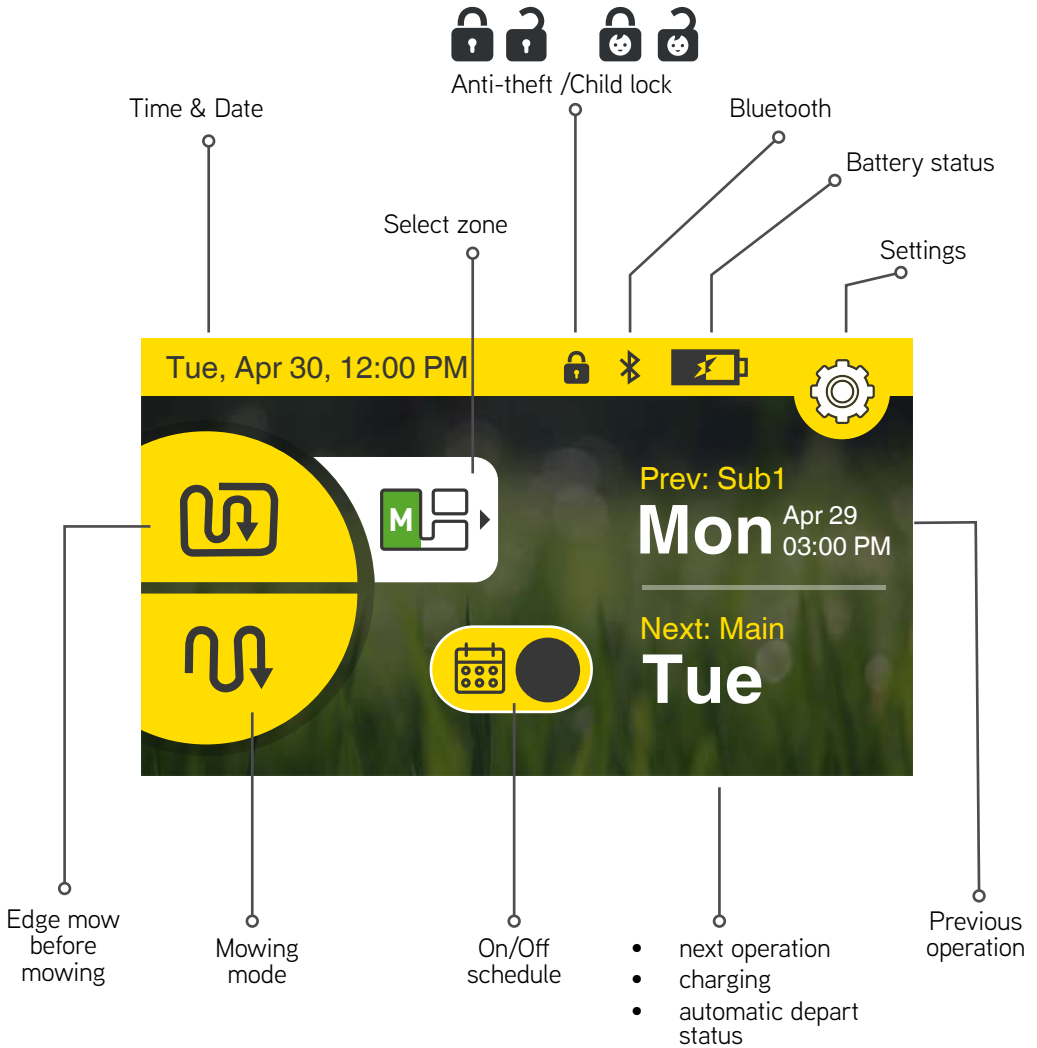 Anti-theft /Child lock
Time & Date
Bluetooth
Battery status
Select zone
Settings
Tue, Apr 30, 12:00 PM
Prev: Sub1
Mon Apr 29
03:00 PM
M
Next: Main
Tue
Edge mow
before
mowing
Mowing
mode
On/Off
schedule
• next operation
• charging
• automatic depart
status
Previous
operation